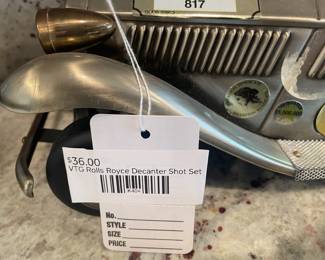 817
$36.00
VTG Rolls Royce Decanter Shot Set
No.
STYLE
SIZE
PRICE